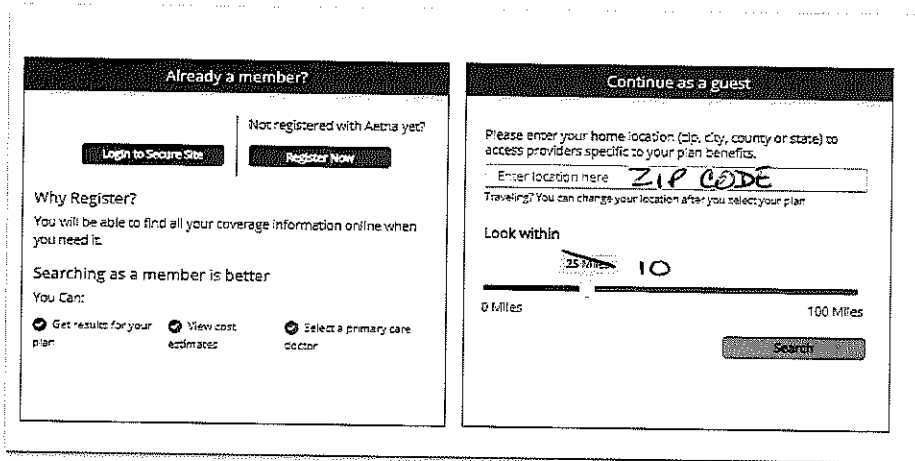 Already a member?
Not registered with Aetna yet?
Login to Secure Site
Register Now
Why Register?
You will be able to find all your coverage information online when
you need it.
Searching as a member is better
You Can:
Get results for your
plan
View cost
estimates
Select a primary care
doctor
Continue as a guest
Please enter your home location (zip, city, county or state) to
access providers specific to your plan benefits.
Enter location here ZIP CODE
Traveling? You can change your location after you select your plan
Look within
25 Miles 10
0 Miles
100 Miles
Search